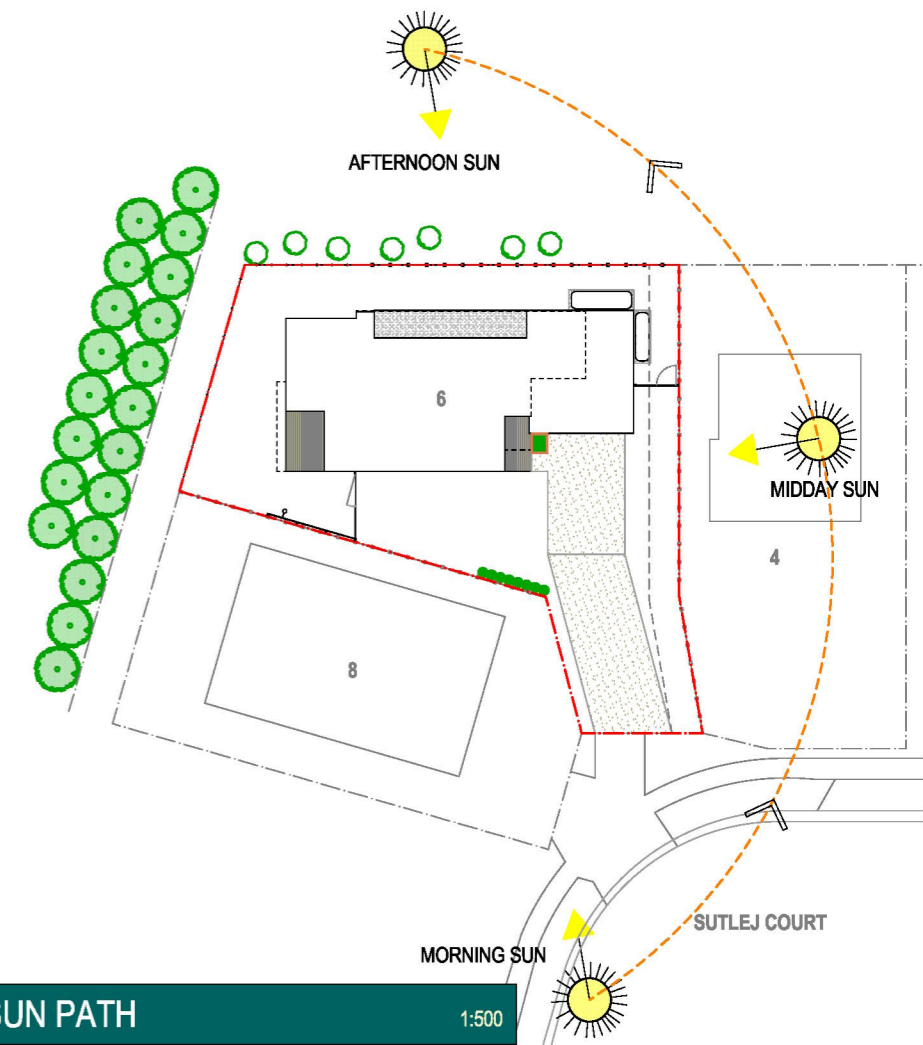 AFTERNOON SUN
6
MIDDAY SUN
4
8
SUTLEJ COURT
MORNING SUN
SUN PATH 1:500